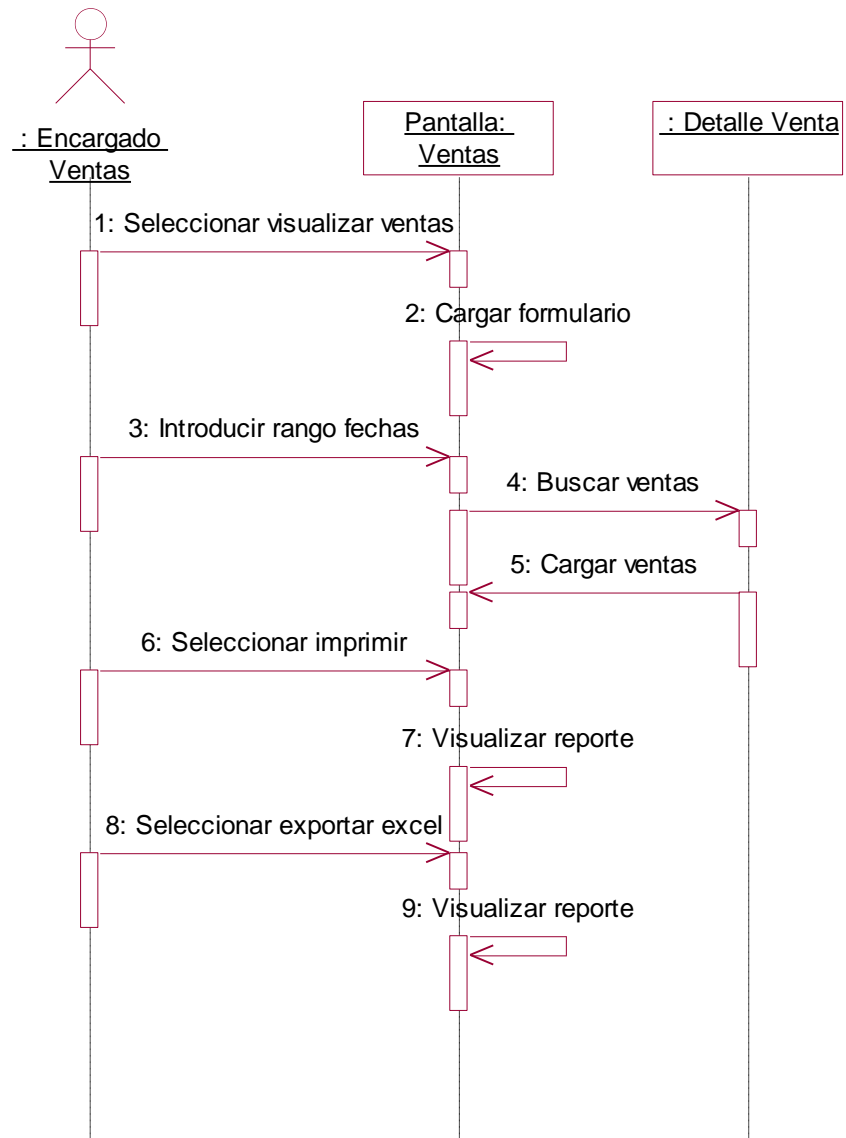 : Encargado
Ventas
Pantalla:
Ventas
: Detalle Venta
1: Seleccionar visualizar ventas
2: Cargar formulario
3: Introducir rango fechas
4: Buscar ventas
5: Cargar ventas
6: Seleccionar imprimir
7: Visualizar reporte
8: Seleccionar exportar excel
9: Visualizar reporte